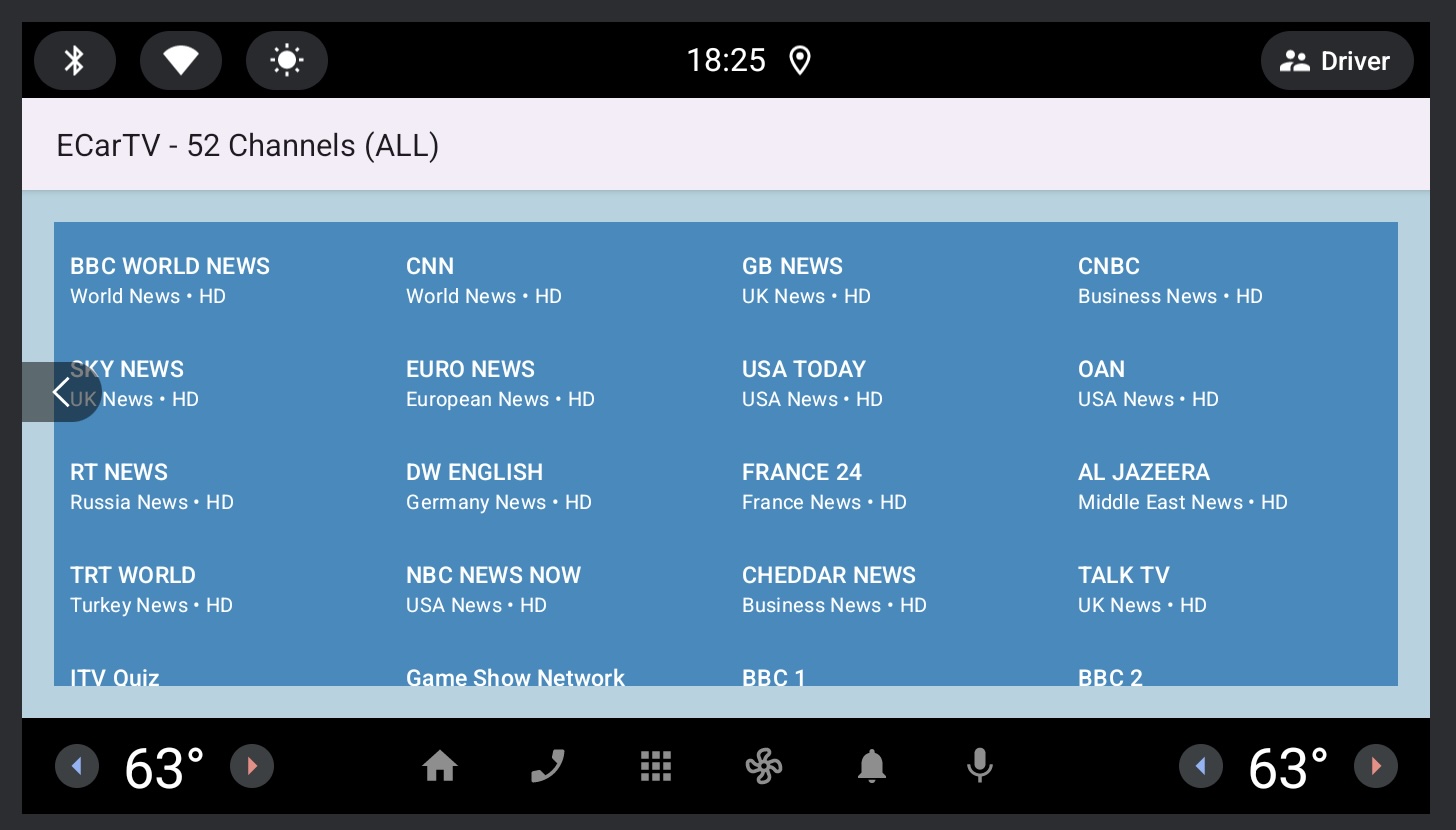 18:25
Driver
ECarTV - 52 Channels (ALL)
BBC WORLD NEWS
World News • HD
CNN
World News • HD
GB NEWS
UK News • HD
CNBC
Business News • HD
SKY NEWS
UK News • HD
EURO NEWS
European News • HD
USA TODAY
USA News • HD
OAN
USA News • HD
RT NEWS
Russia News • HD
DW ENGLISH
Germany News • HD
FRANCE 24
France News • HD
AL JAZEERA
Middle East News • HD
TRT WORLD
Turkey News • HD
NBC NEWS NOW
USA News • HD
CHEDDAR NEWS
Business News • HD
TALK TV
UK News • HD
ITV Quiz
Game Show Network
BBC 1
BBC 2
63°
63°